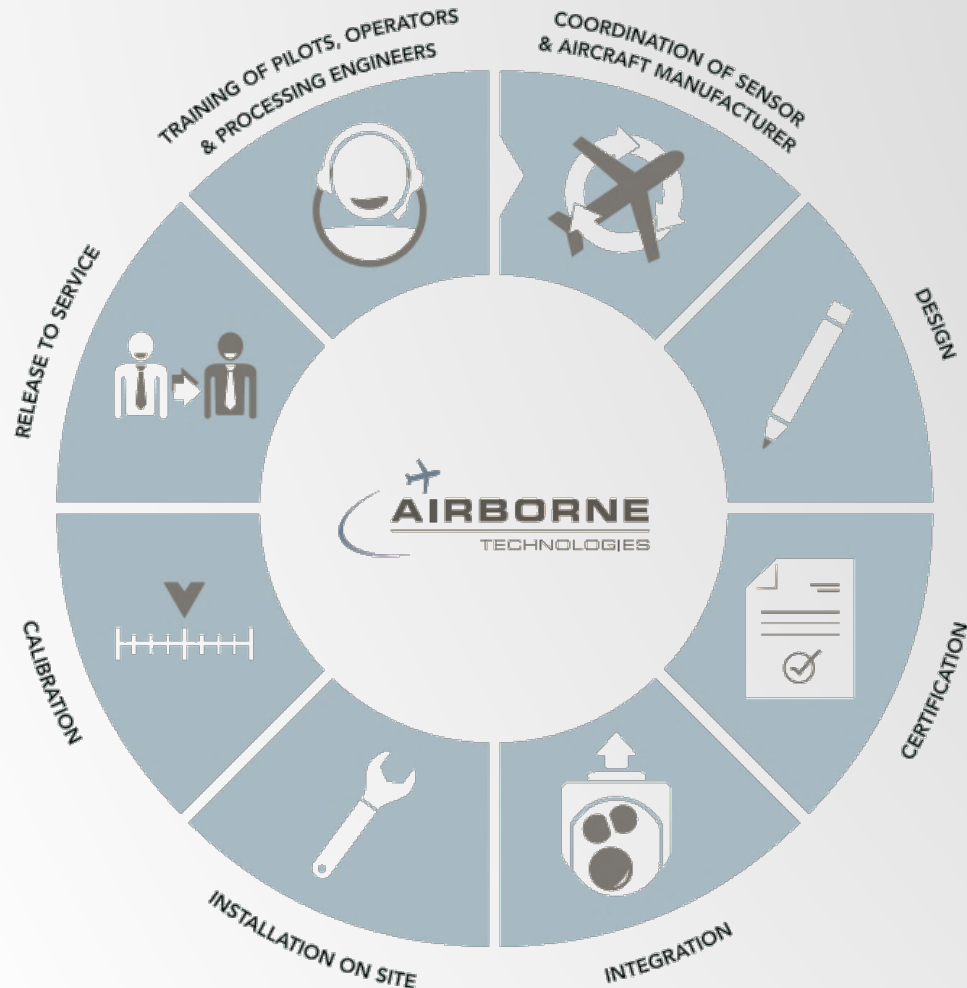 COORDINATION OF SENSOR
& AIRCRAFT MANUFACTURER
DESIGN
CERTIFICATION
INTEGRATION
INSTALLATION ON SITE
CALIBRATION
RELEASE TO SERVICE
TRAINING OF PILOTS, OPERATORS
& PROCESSING ENGINEERS
AIRBORNE
TECHNOLOGIES